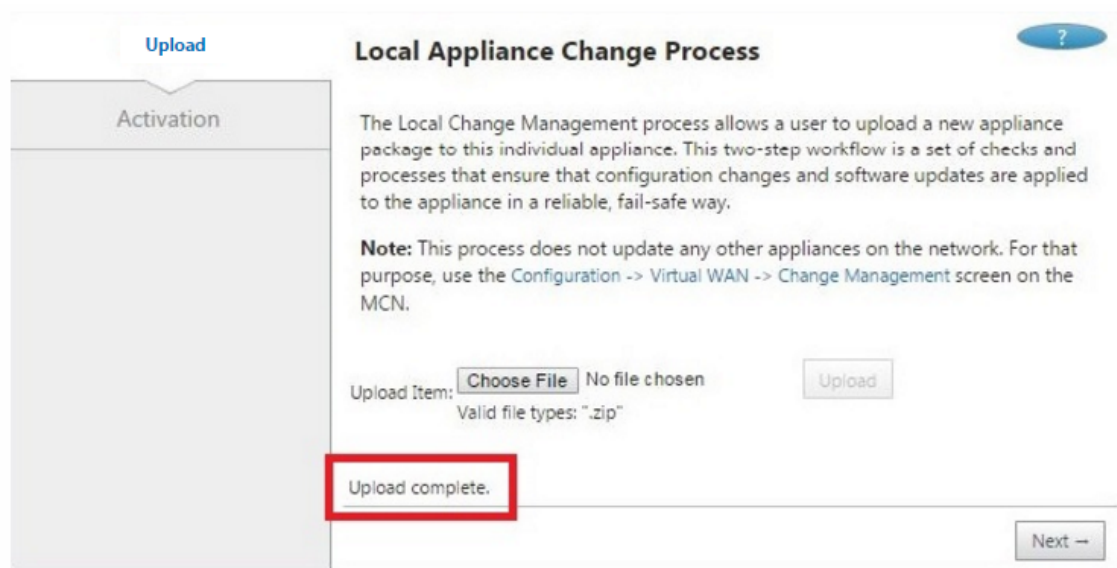 Upload
Activation
Local Appliance Change Process
?
The Local Change Management process allows a user to upload a new appliance
package to this individual appliance. This two-step workflow is a set of checks and
processes that ensure that configuration changes and software updates are applied
to the appliance in a reliable, fail-safe way.
Note: This process does not update any other appliances on the network. For that
purpose, use the Configuration -> Virtual WAN -> Change Management screen on the
MCN.
Upload Item: Choose File No file chosen Upload
Valid file types: ".zip"
Upload complete.
Next →